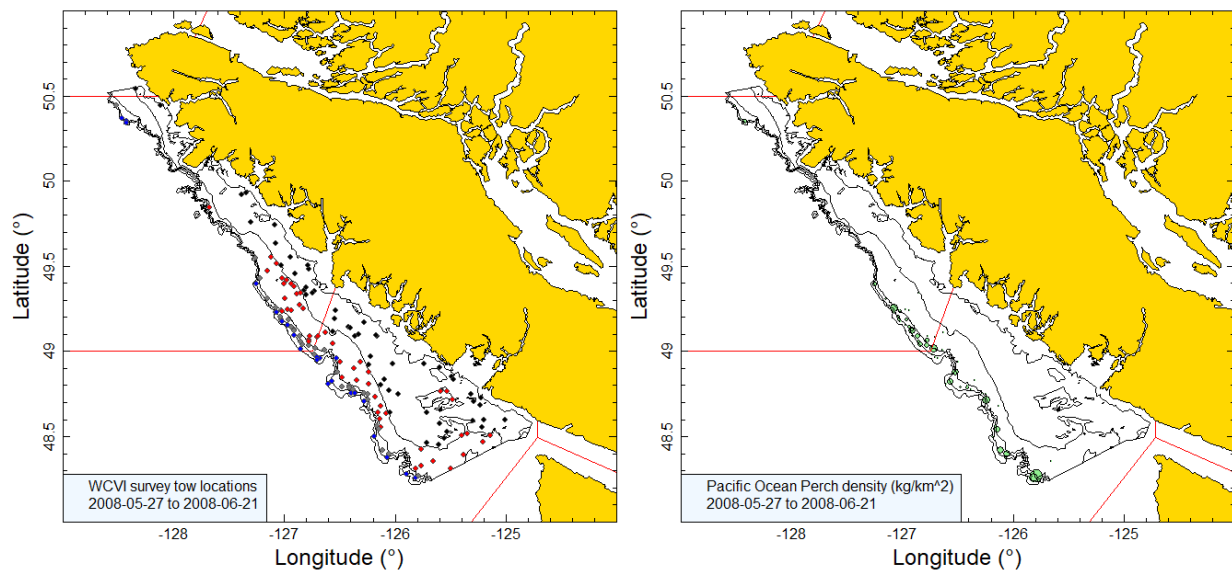 50.5
50
49.5
49
48.5
Latitude (°)
WCVI survey tow locations
2008-05-27 to 2008-06-21
-128
-127
-126
-125
Longitude (°)
50.5
50
49.5
49
48.5
Latitude (°)
Pacific Ocean Perch density (kg/km^2)
2008-05-27 to 2008-06-21
-128
-127
-126
-125
Longitude (°)